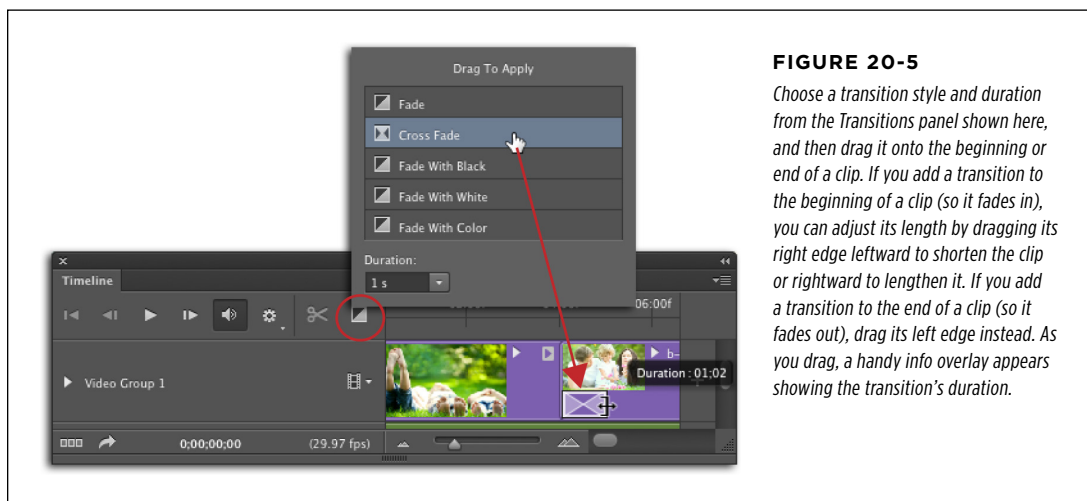 Drag To Apply
Fade
Cross Fade
Fade With Black
Fade With White
Fade With Color
Duration:
1 s
Timeline
06:00f
b-
Duration : 01;02
Video Group 1
0;00;00;00
(29.97 fps)
FIGURE 20-5
Choose a transition style and duration
from the Transitions panel shown here,
and then drag it onto the beginning or
end of a clip. If you add a transition to
the beginning of a clip (so it fades in),
you can adjust its length by dragging its
right edge leftward to shorten the clip
or rightward to lengthen it. If you add
a transition to the end of a clip (so it
fades out), drag its left edge instead. As
you drag, a handy info overlay appears
showing the transition's duration.